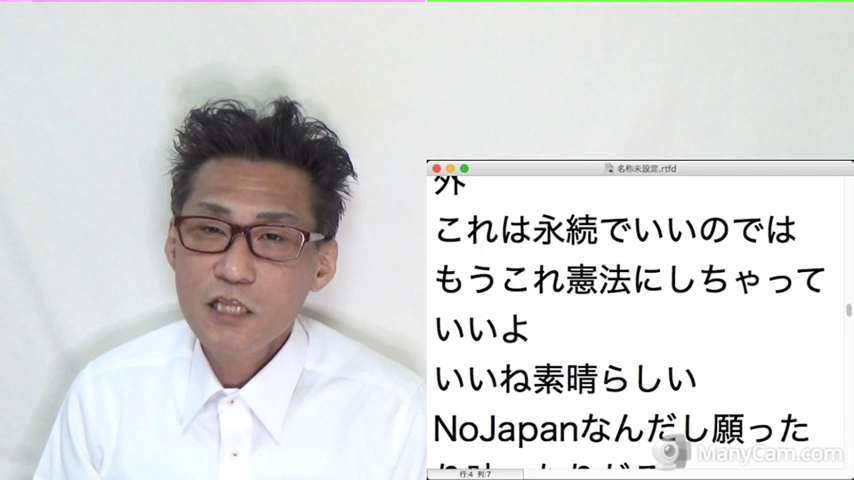 名称未設定.rtfd
外
これは永続でいいのでは
もうこれ憲法にしちゃって
いいよ
いいね素晴らしい
NoJapanなんだし願った
ManyCam.com
行:4 列:7